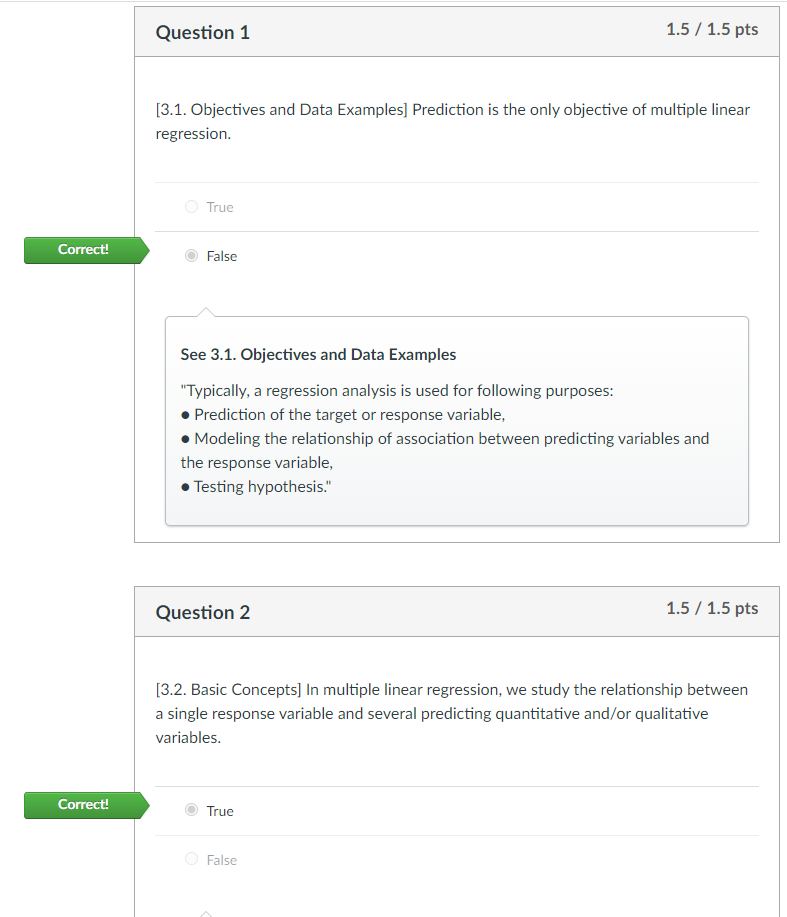 Question 1
1.5 / 1.5 pts
[3.1. Objectives and Data Examples] Prediction is the only objective of multiple linear
regression.
True
Correct!
False
See 3.1. Objectives and Data Examples
"Typically, a regression analysis is used for following purposes:
● Prediction of the target or response variable,
● Modeling the relationship of association between predicting variables and
the response variable,
● Testing hypothesis."
Question 2
1.5 / 1.5 pts
[3.2. Basic Concepts] In multiple linear regression, we study the relationship between
a single response variable and several predicting quantitative and/or qualitative
variables.
Correct!
True
False